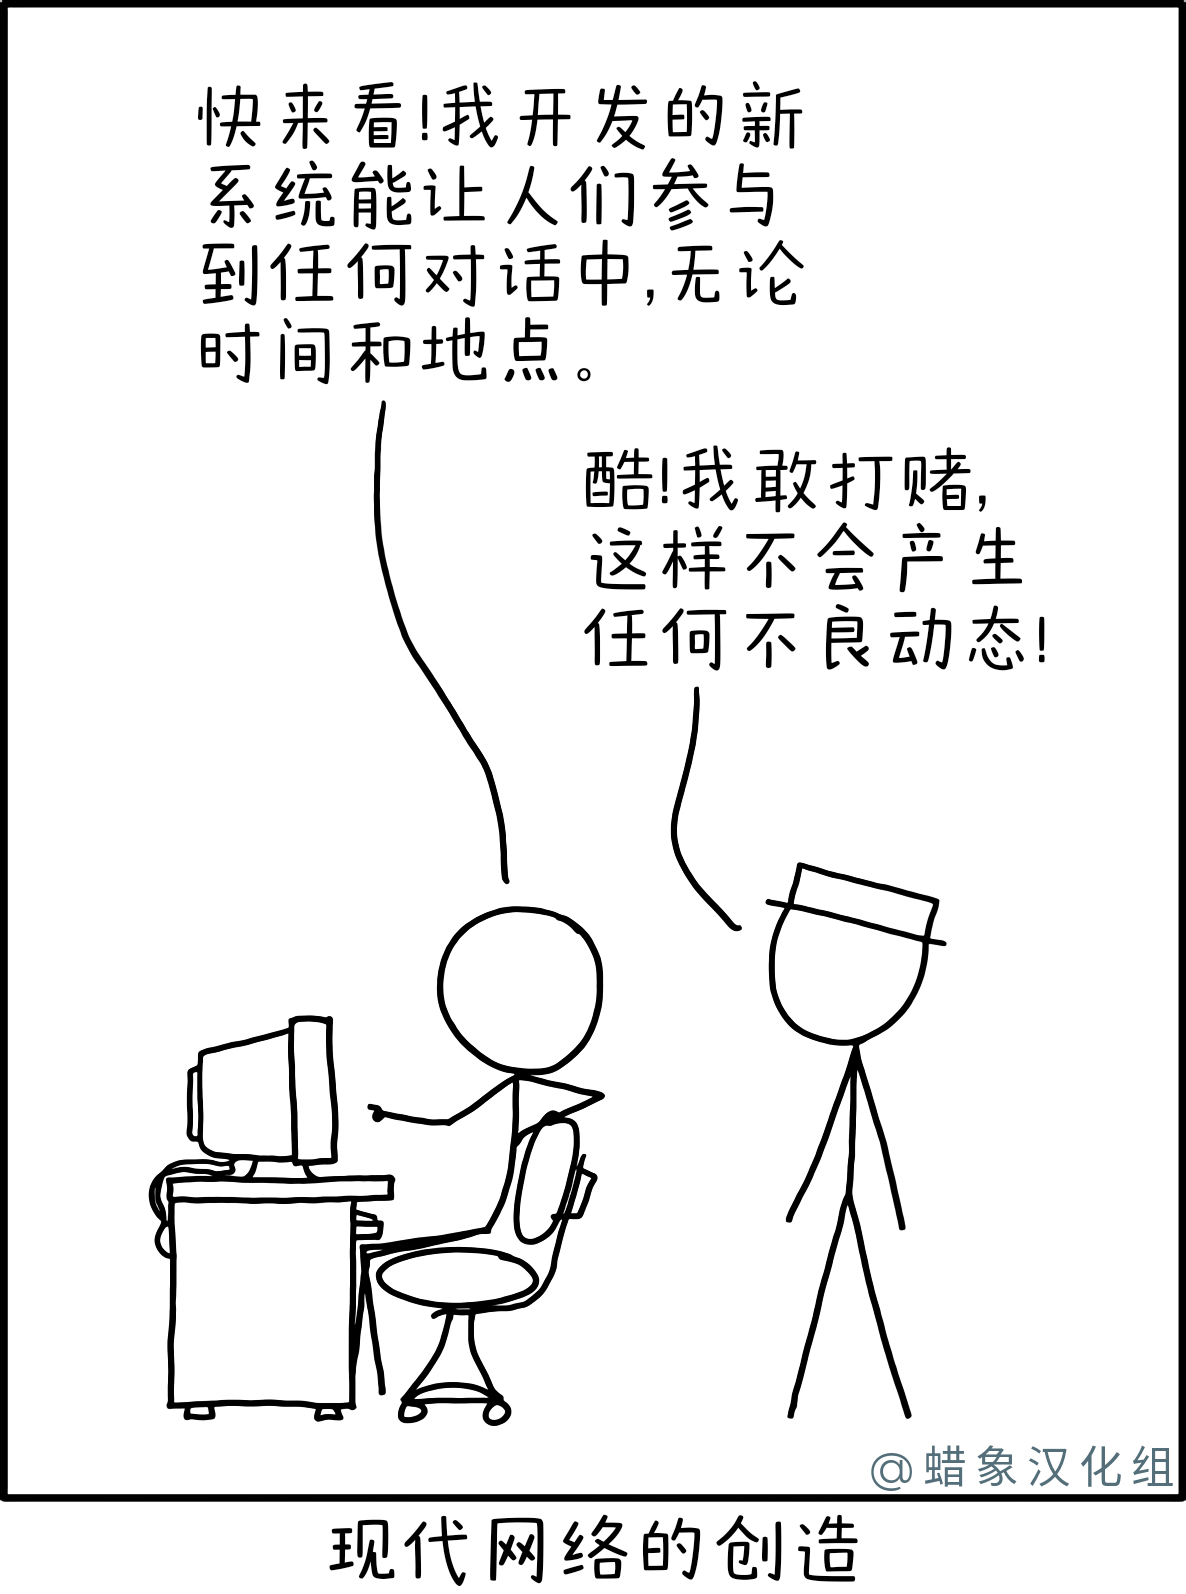 快来看!我开发的新
系统能让人们参与
到任何对话中,无论
时间和地点。
酷!我敢打赌,
这样不会产生
任何不良动态!
@蜡象汉化组
现代网络的创造